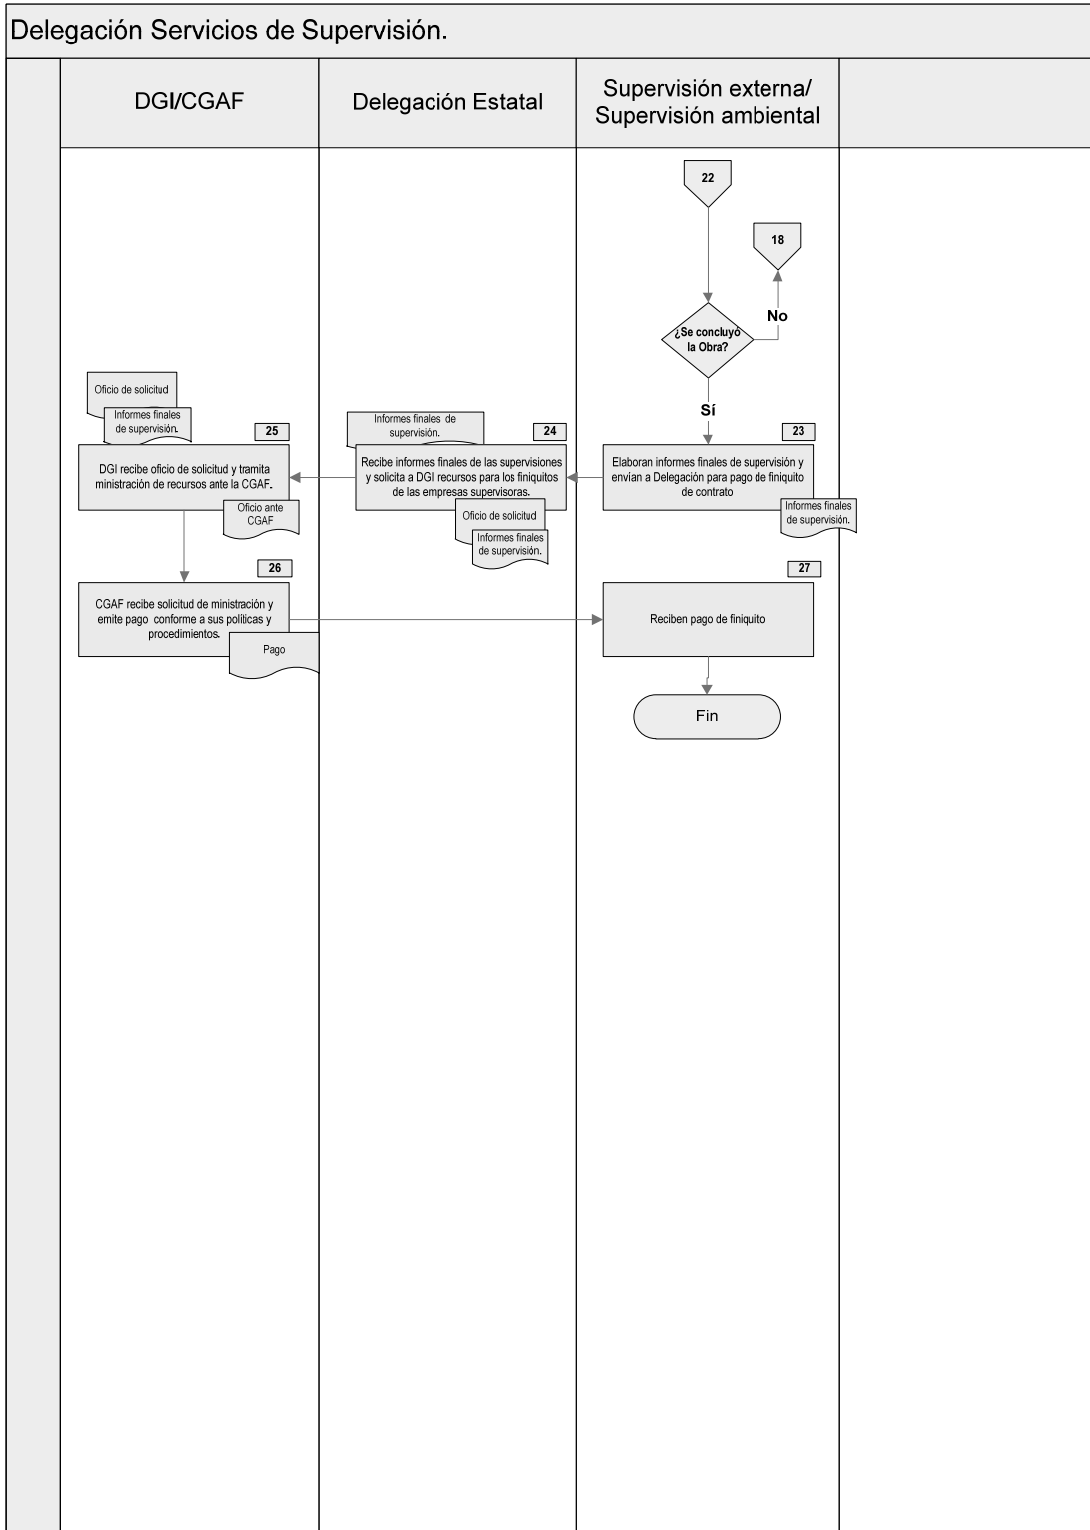 Delegación Servicios de Supervisión.
DGI/CGAF
Delegación Estatal
Supervisión externa/
Supervisión ambiental
22
18
No
¿Se concluyó
la Obra?
Sí
Oficio de solicitud
Informes finales
de supervisión.
25
DGI recibe oficio de solicitud y tramita
ministración de recursos ante la CGAF.
Oficio ante
CGAF
Informes finales de
supervisión.
24
Recibe informes finales de las supervisiones
y solicita a DGI recursos para los finiquitos
de las empresas supervisoras.
Oficio de solicitud
Informes finales
de supervisión.
23
Elaboran informes finales de supervisión y
envían a Delegación para pago de finiquito
de contrato
Informes finales
de supervisión.
26
CGAF recibe solicitud de ministración y
emite pago conforme a sus políticas y
procedimientos.
Pago
27
Reciben pago de finiquito
Fin